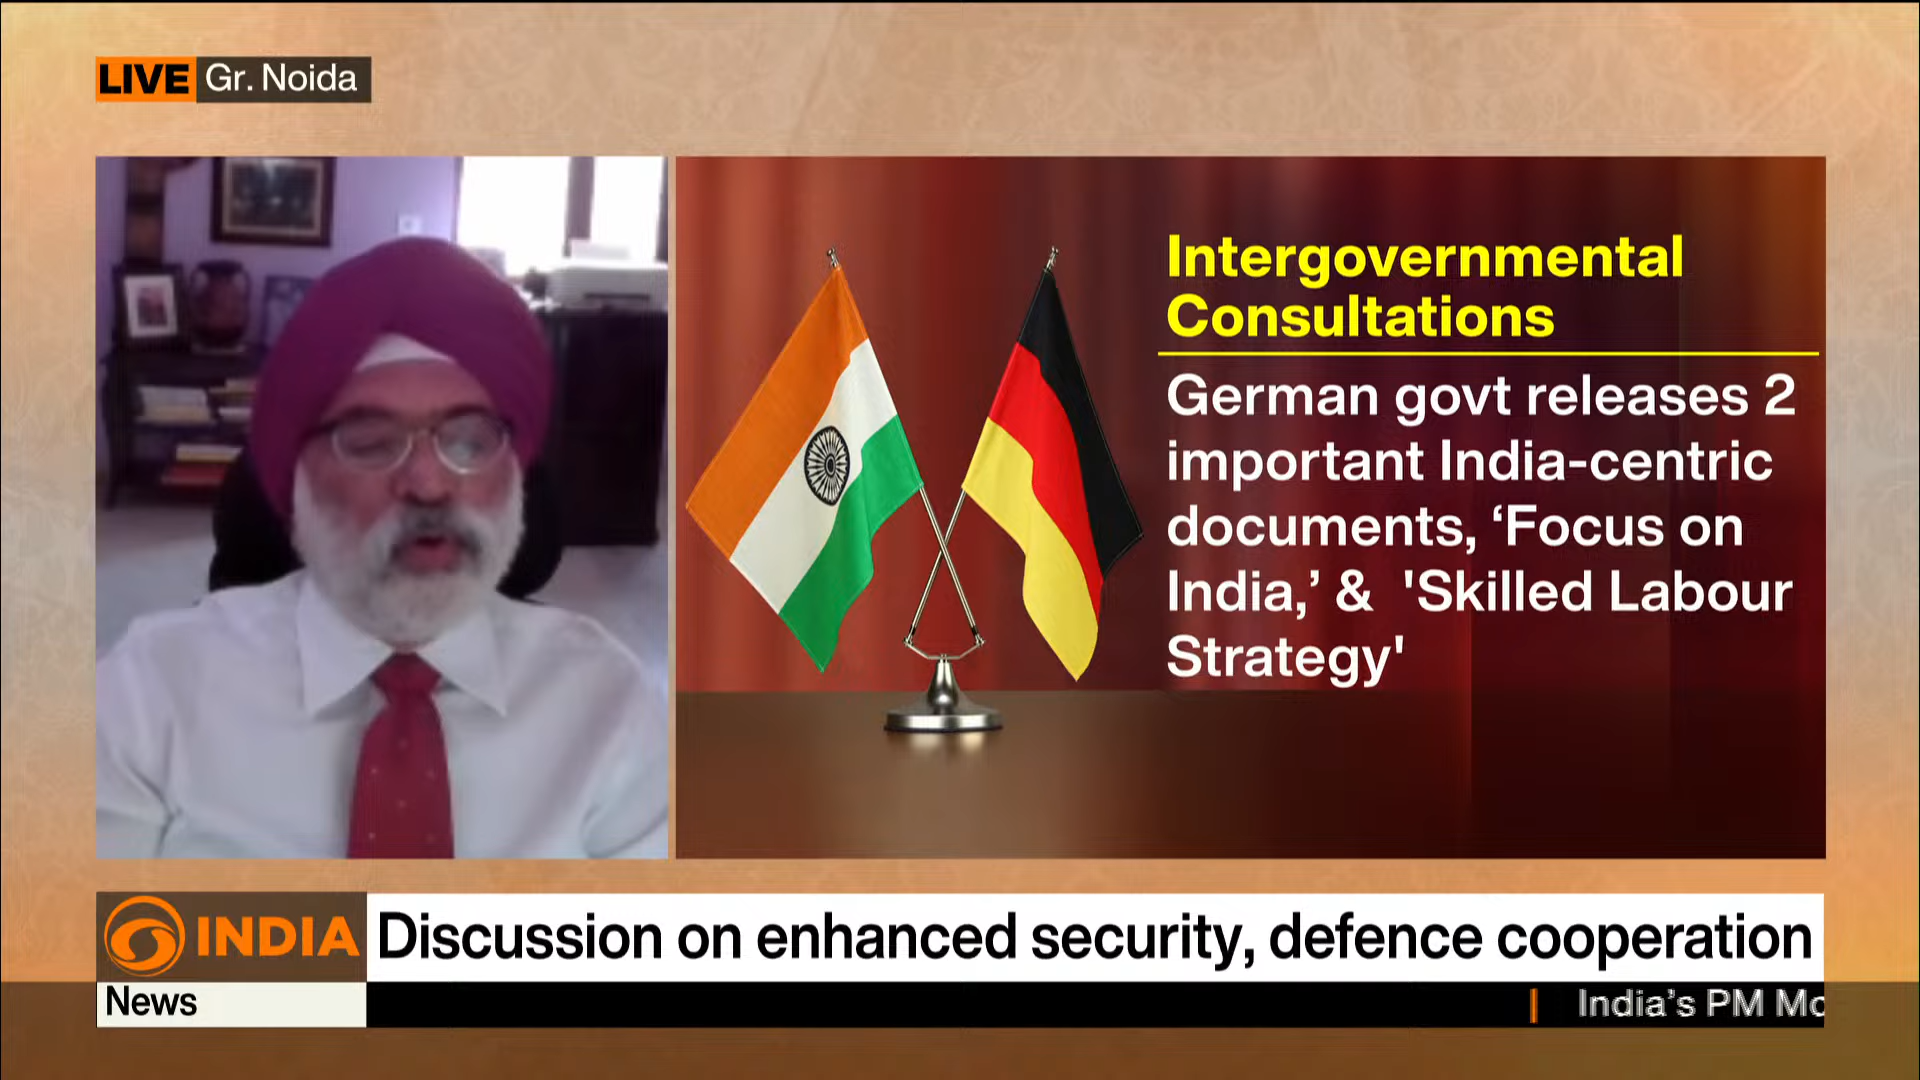 LIVE Gr. Noida
Intergovernmental
Consultations
German govt releases 2
important India-centric
documents, ‘Focus on
India,’ & 'Skilled Labour
Strategy'
INDIA Discussion on enhanced security, defence cooperation
News | India’s PM Mo